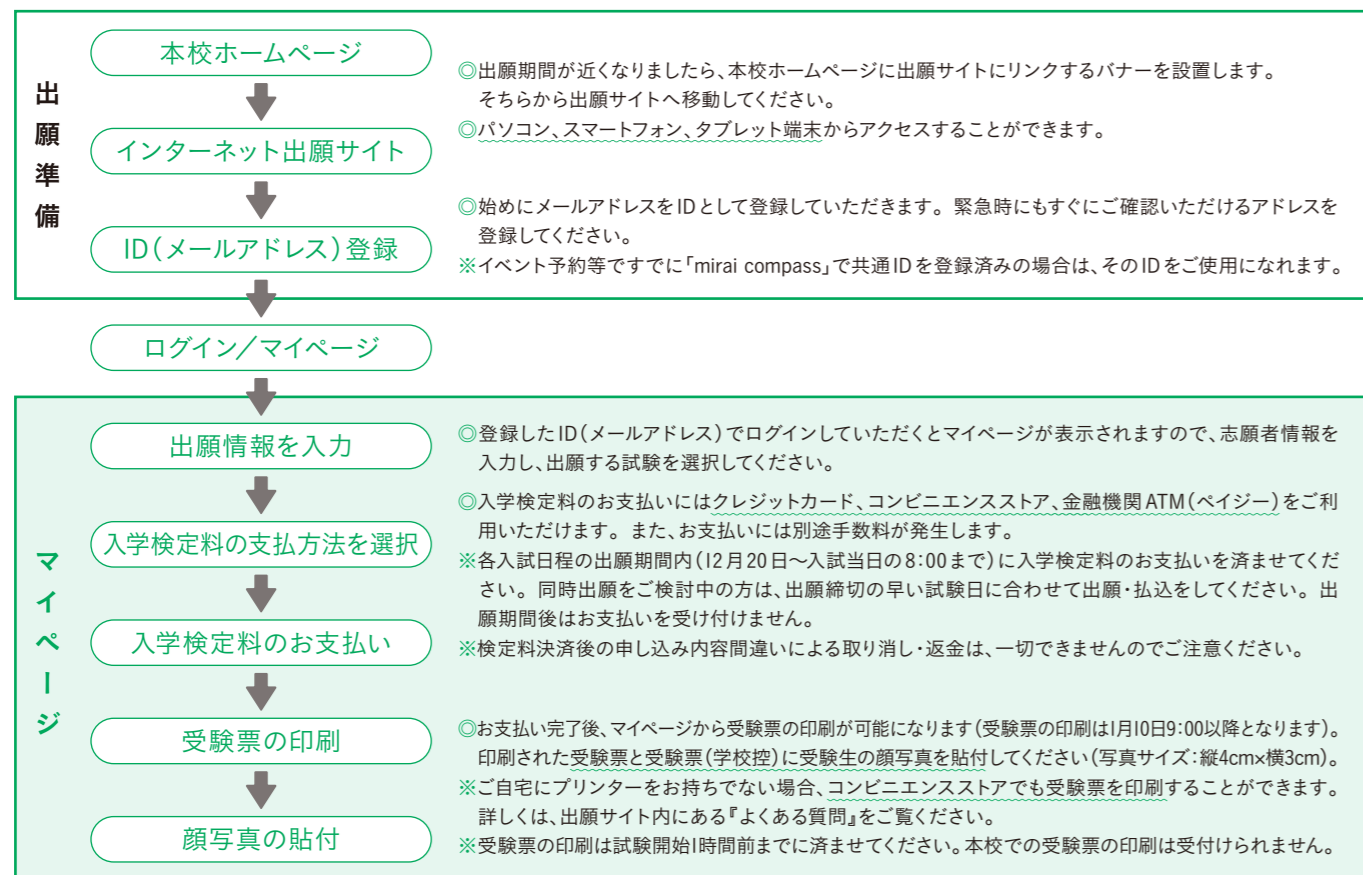 出願準備
本校ホームページ
◎出願期間が近くなりましたら、本校ホームページに出願サイトにリンクするバナーを設置します。
そちらから出願サイトへ移動してください。
インターネット出願サイト
◎パソコン、スマートフォン、タブレット端末からアクセスすることができます。
ID(メールアドレス)登録
◎始めにメールアドレスをIDとして登録していただきます。緊急時にもすぐにご確認いただけるアドレスを
登録してください。
※イベント予約等ですでに「mirai compass」で共通IDを登録済みの場合は、そのIDをご使用になれます。
ログイン/マイページ
マイページ
出願情報を入力
◎登録したID(メールアドレス)でログインしていただくとマイページが表示されますので、志願者情報を
入力し、出願する試験を選択してください。
入学検定料の支払方法を選択
◎入学検定料のお支払いにはクレジットカード、コンビニエンスストア、金融機関ATM(ペイジー)をご利
用いただけます。また、お支払いには別途手数料が発生します。
※各入試日程の出願期間内(12月20日～入試当日の8:00まで)に入学検定料のお支払いを済ませてくだ
さい。同時出願をご検討中の方は、出願締切の早い試験日に合わせて出願・払込をしてください。出
願期間後はお支払いを受け付けません。
入学検定料のお支払い
※検定料決済後の申し込み内容間違いによる取り消し・返金は、一切できませんのでご注意ください。
受験票の印刷
◎お支払い完了後、マイページから受験票の印刷が可能になります(受験票の印刷は1月10日9:00以降となります)。
印刷された受験票と受験票(学校控)に受験生の顔写真を貼付してください(写真サイズ:縦4cm×横3cm)。
※ご自宅にプリンターをお持ちでない場合、コンビニエンスストアでも受験票を印刷することができます。
詳しくは、出願サイト内にある『よくある質問』をご覧ください。
顔写真の貼付
※受験票の印刷は試験開始1時間前までに済ませてください。本校での受験票の印刷は受付けられません。